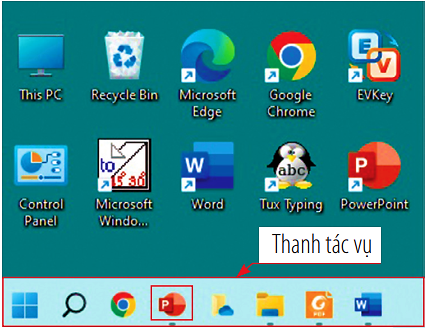 This PC
Recycle Bin
Microsoft
Edge
Google
Chrome
EVKey
Control
Panel
Microsoft
Windo...
Word
abc
Tux Typing
PowerPoint
Thanh tác vụ